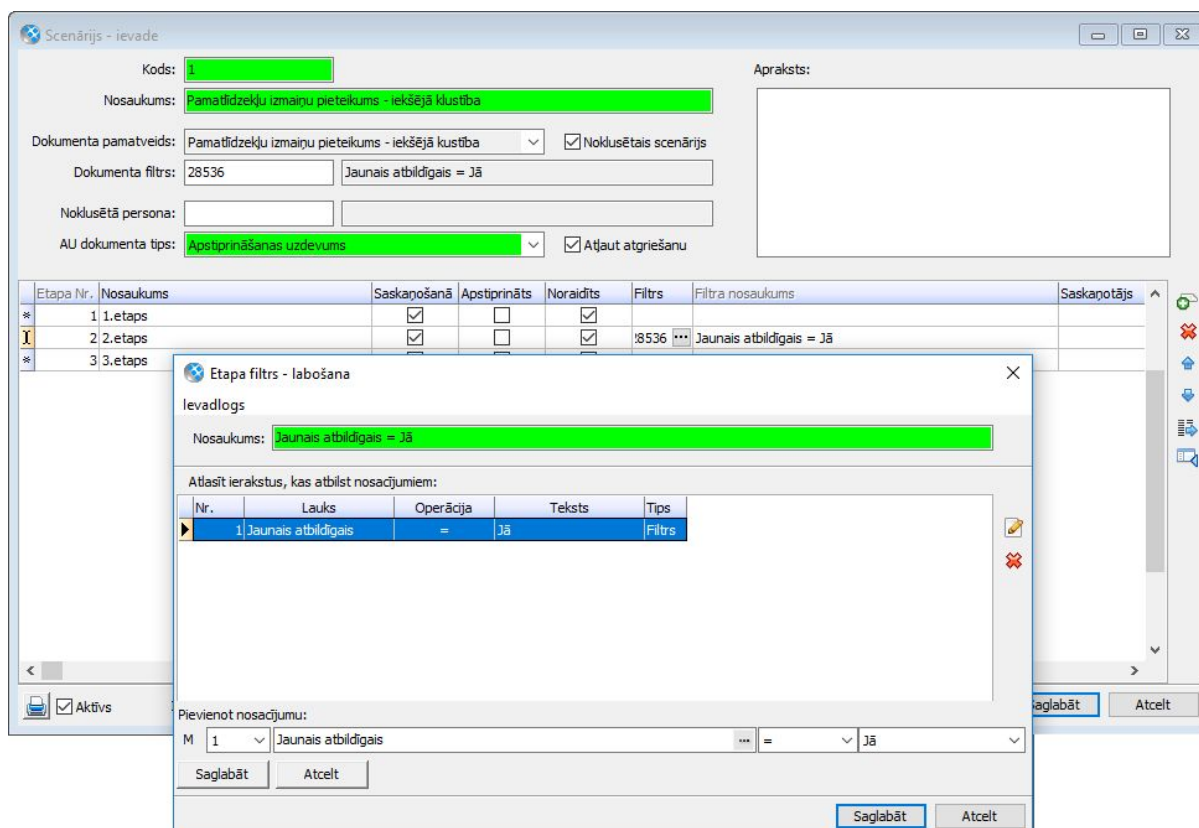 Scenārijs - ievade
Kods: 1
Apraksts:
Nosaukums: Pamatlīdzekļu izmaiņu pieteikums - iekšējā klustība
Dokumenta pamatveids: Pamatlīdzekļu izmaiņu pieteikums - iekšējā kustība Noklusētais scenārijs
Dokumenta filtrs: 28536 Jaunais atbildīgais = Jā
Noklusētā persona:
AU dokumenta tips: Apstiprināšanas uzdevums Atļaut atgriešanu
Etapa Nr. Nosaukums Saskaņošanā Apstiprināts Noraidīts Filtrs Filtra nosaukums Saskaņotājs
* 1 1.etaps
2 2.etaps 28536 ... Jaunais atbildīgais = Jā
* 3 3.etaps
Etapa filtrs - labošana
Ievadlogs
Nosaukums: Jaunais atbildīgais = Jā
Atlasīt ierakstus, kas atbilst nosacījumiem:
Nr. Lauks Operācija Teksts Tips
1 Jaunais atbildīgais = Jā Filtrs
Aktīvs
Saglabāt Atcelt
Pievienot nosacījumu:
M 1 Jaunais atbildīgais ... = Jā
Saglabāt Atcelt
Saglabāt Atcelt